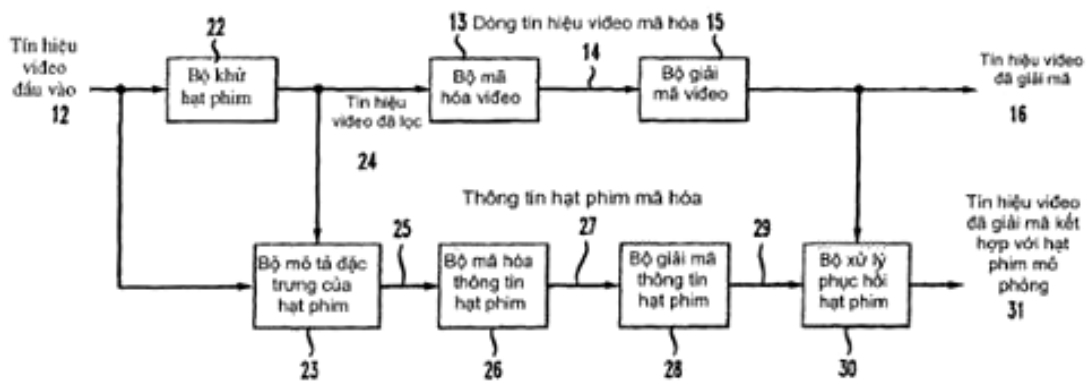 22
13 Dòng tín hiệu video mã hóa 15
14
Tín hiệu
video
đầu vào
12
Bộ khử
hạt phim
Bộ mã
hóa video
Bộ giải
mã video
Tín hiệu video
đã giải mã
16
Tín hiệu
video đã lọc
24
Thông tin hạt phim mã hóa
25
27
29
Bộ mô tả đặc
trưng của
hạt phim
Bộ mã hóa
thông tin
hạt phim
Bộ giải mã
thông tin
hạt phim
Bộ xử lý
phục hồi
hạt phim
Tín hiệu video
đã giải mã kết
hợp với hạt
phim mô
phỏng
31
23
26
28
30